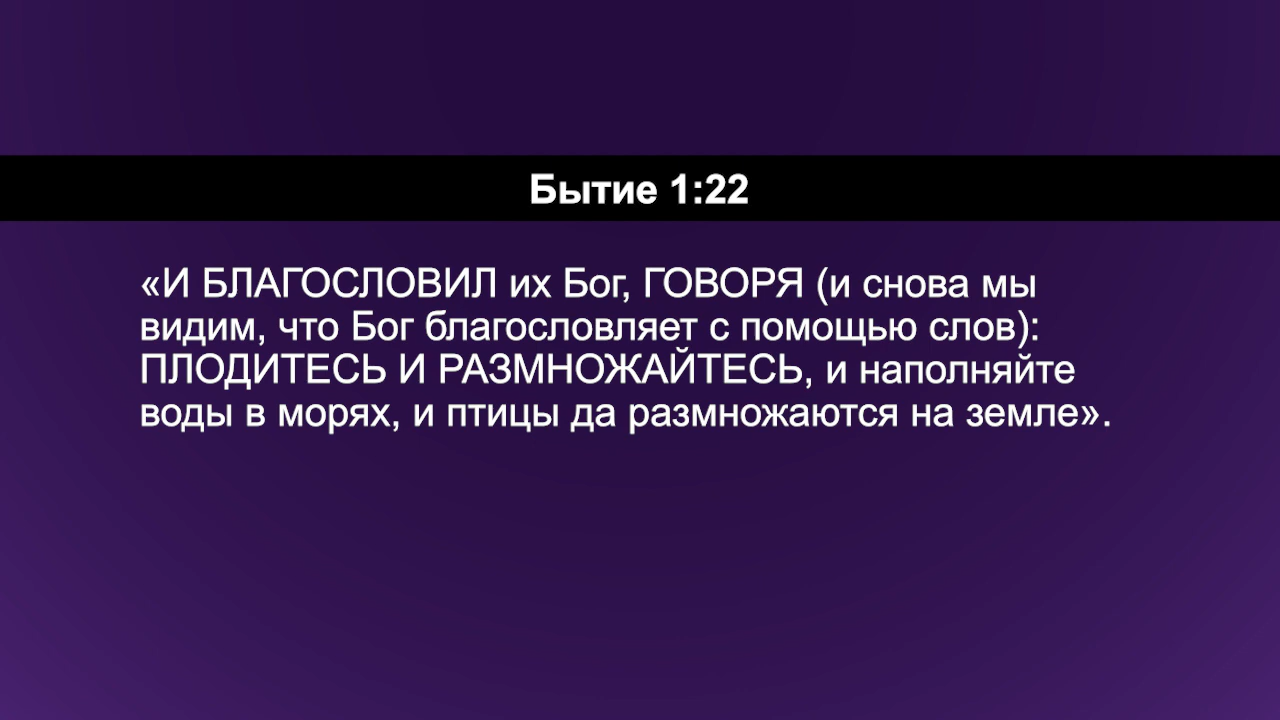 Бытие 1:22
«И БЛАГОСЛОВИЛ их Бог, ГОВОРЯ (и снова мы
видим, что Бог благословляет с помощью слов):
ПЛОДИТЕСЬ И РАЗМНОЖАЙТЕСЬ, и наполняйте
воды в морях, и птицы да размножаются на земле».